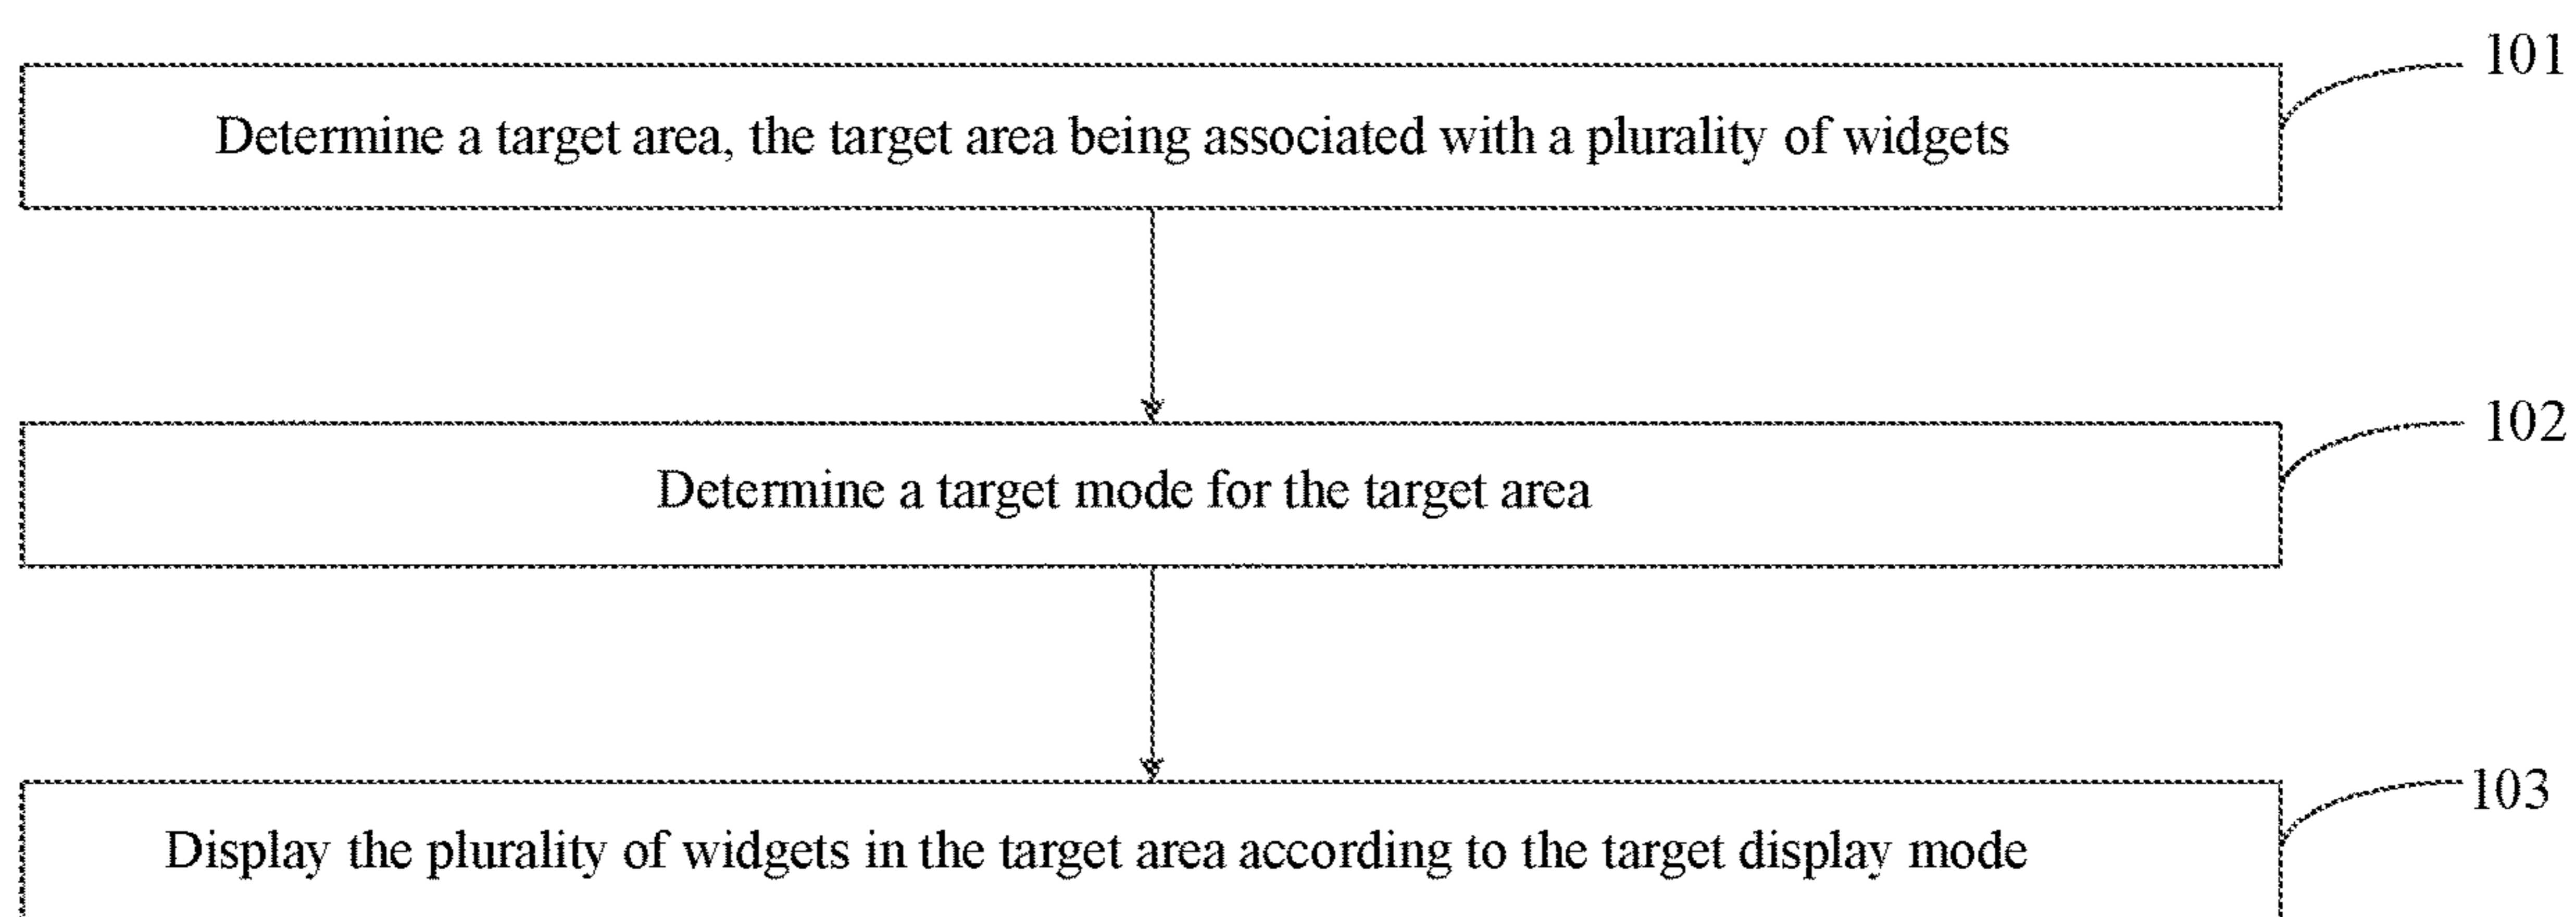 101
Determine a target area, the target area being associated with a plurality of widgets
102
Determine a target mode for the target area
103
Display the plurality of widgets in the target area according to the target display mode